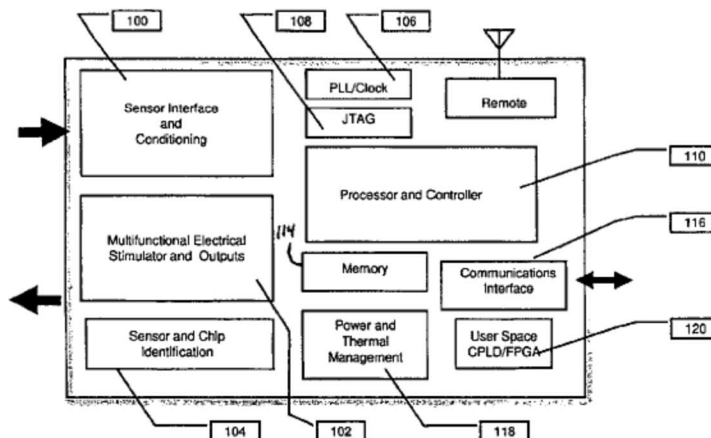 100
108
106
PLL/Clock
Remote
Sensor Interface
and
Conditioning
JTAG
Processor and Controller
110
114
116
Multifunctional Electrical
Stimulator and Outputs
Memory
Communications
Interface
Sensor and Chip
Identification
Power and
Thermal
Management
User Space
CPLD/FPGA
120
104
102
118